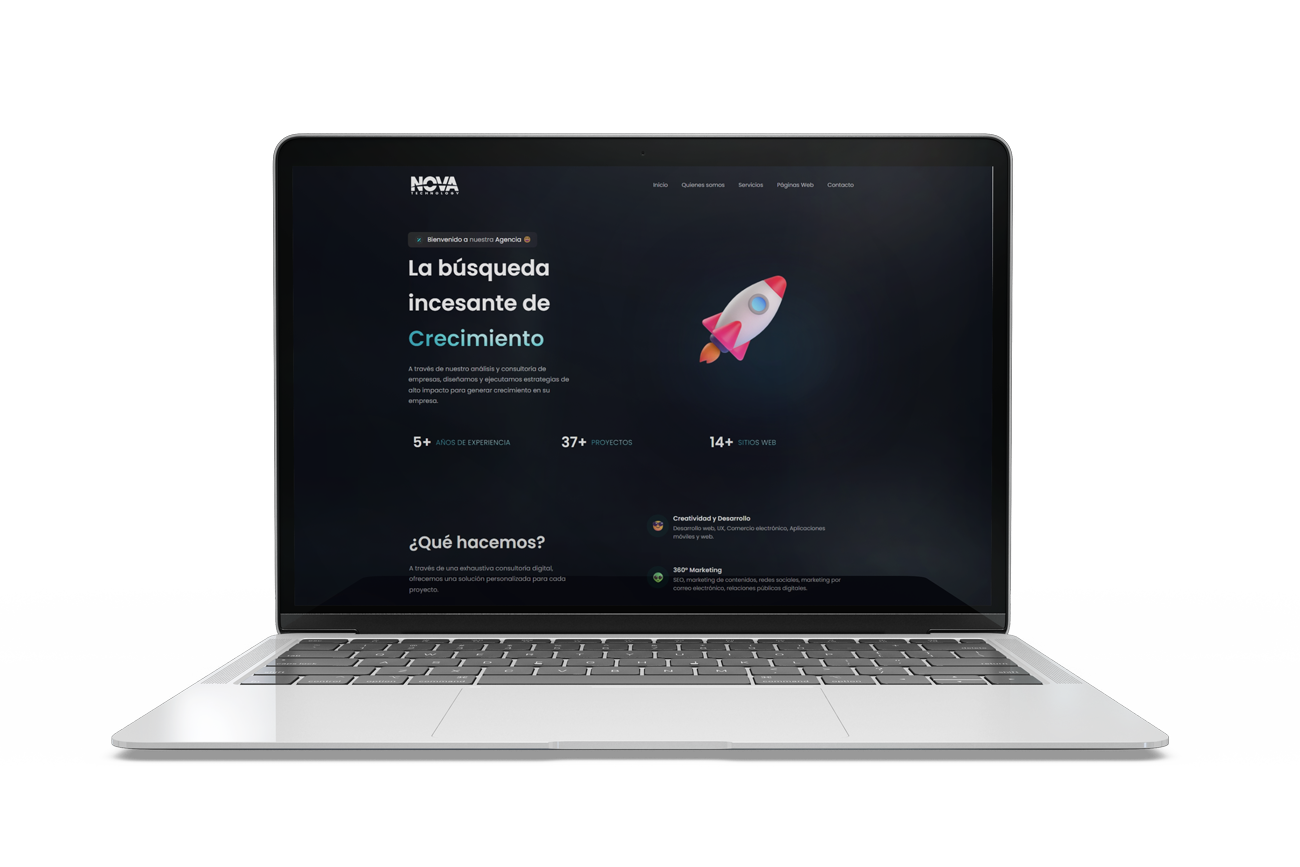 NOVA
TECHNOLOGY
Inicio Quienes somos Servicios Páginas Web Contacto
Bienvenido a nuestra Agencia
La búsqueda
incesante de
Crecimiento
A través de nuestro análisis y consultoría de
empresas, diseñamos y ejecutamos estrategias de
alto impacto para generar crecimiento en su
empresa.
5+ AÑOS DE EXPERIENCIA 37+ PROYECTOS 14+ SITIOS WEB
¿Qué hacemos?
A través de una exhaustiva consultoría digital,
ofrecemos una solución personalizada para cada
proyecto.
Creatividad y Desarrollo
Desarrollo web, UX, Comercio electrónico, Aplicaciones
móviles y web.
360° Marketing
SEO, marketing de contenidos, redes sociales, marketing por
correo electrónico, relaciones públicas digitales.